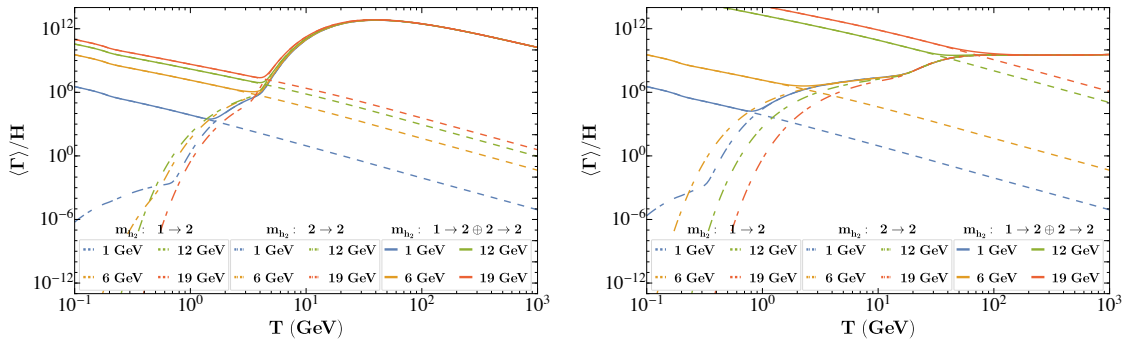 10^12
10^6
10^0
10^-6
10^-12
⟨Γ⟩/H
m_h2 : 1 → 2
m_h2 : 2 → 2
m_h2 : 1 → 2 ⊕ 2 → 2
1 GeV 12 GeV 1 GeV 12 GeV 1 GeV 12 GeV
6 GeV 19 GeV 6 GeV 19 GeV 6 GeV 19 GeV
10^-1 10^0 10^1 10^2 10^3
T (GeV)
10^12
10^6
10^0
10^-6
10^-12
⟨Γ⟩/H
m_h2 : 1 → 2
m_h2 : 2 → 2
m_h2 : 1 → 2 ⊕ 2 → 2
1 GeV 12 GeV 1 GeV 12 GeV 1 GeV 12 GeV
6 GeV 19 GeV 6 GeV 19 GeV 6 GeV 19 GeV
10^-1 10^0 10^1 10^2 10^3
T (GeV)